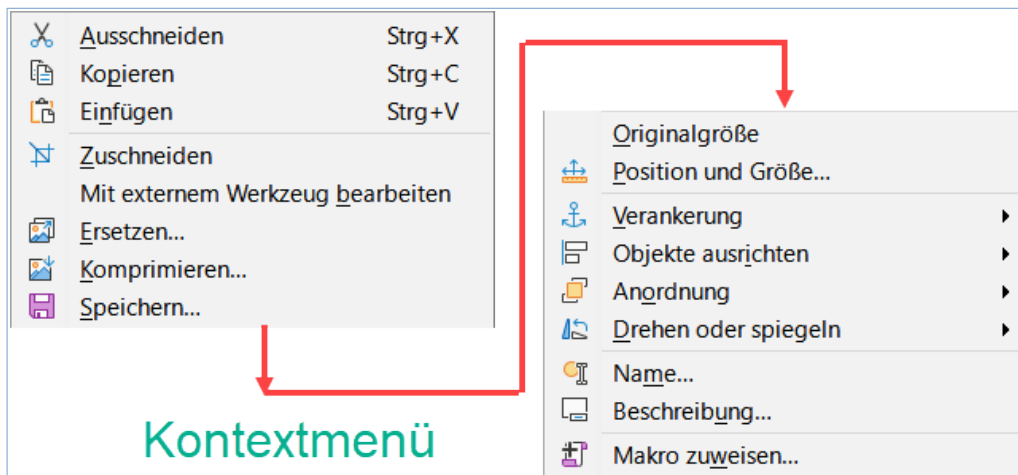 Ausschneiden Strg+X
Kopieren Strg+C
Einfügen Strg+V
Zuschneiden
Mit externem Werkzeug bearbeiten
Ersetzen...
Komprimieren...
Speichern...
Kontextmenü
Originalgröße
Position und Größe...
Verankerung
Objekte ausrichten
Anordnung
Drehen oder spiegeln
Name...
Beschreibung...
Makro zuweisen...